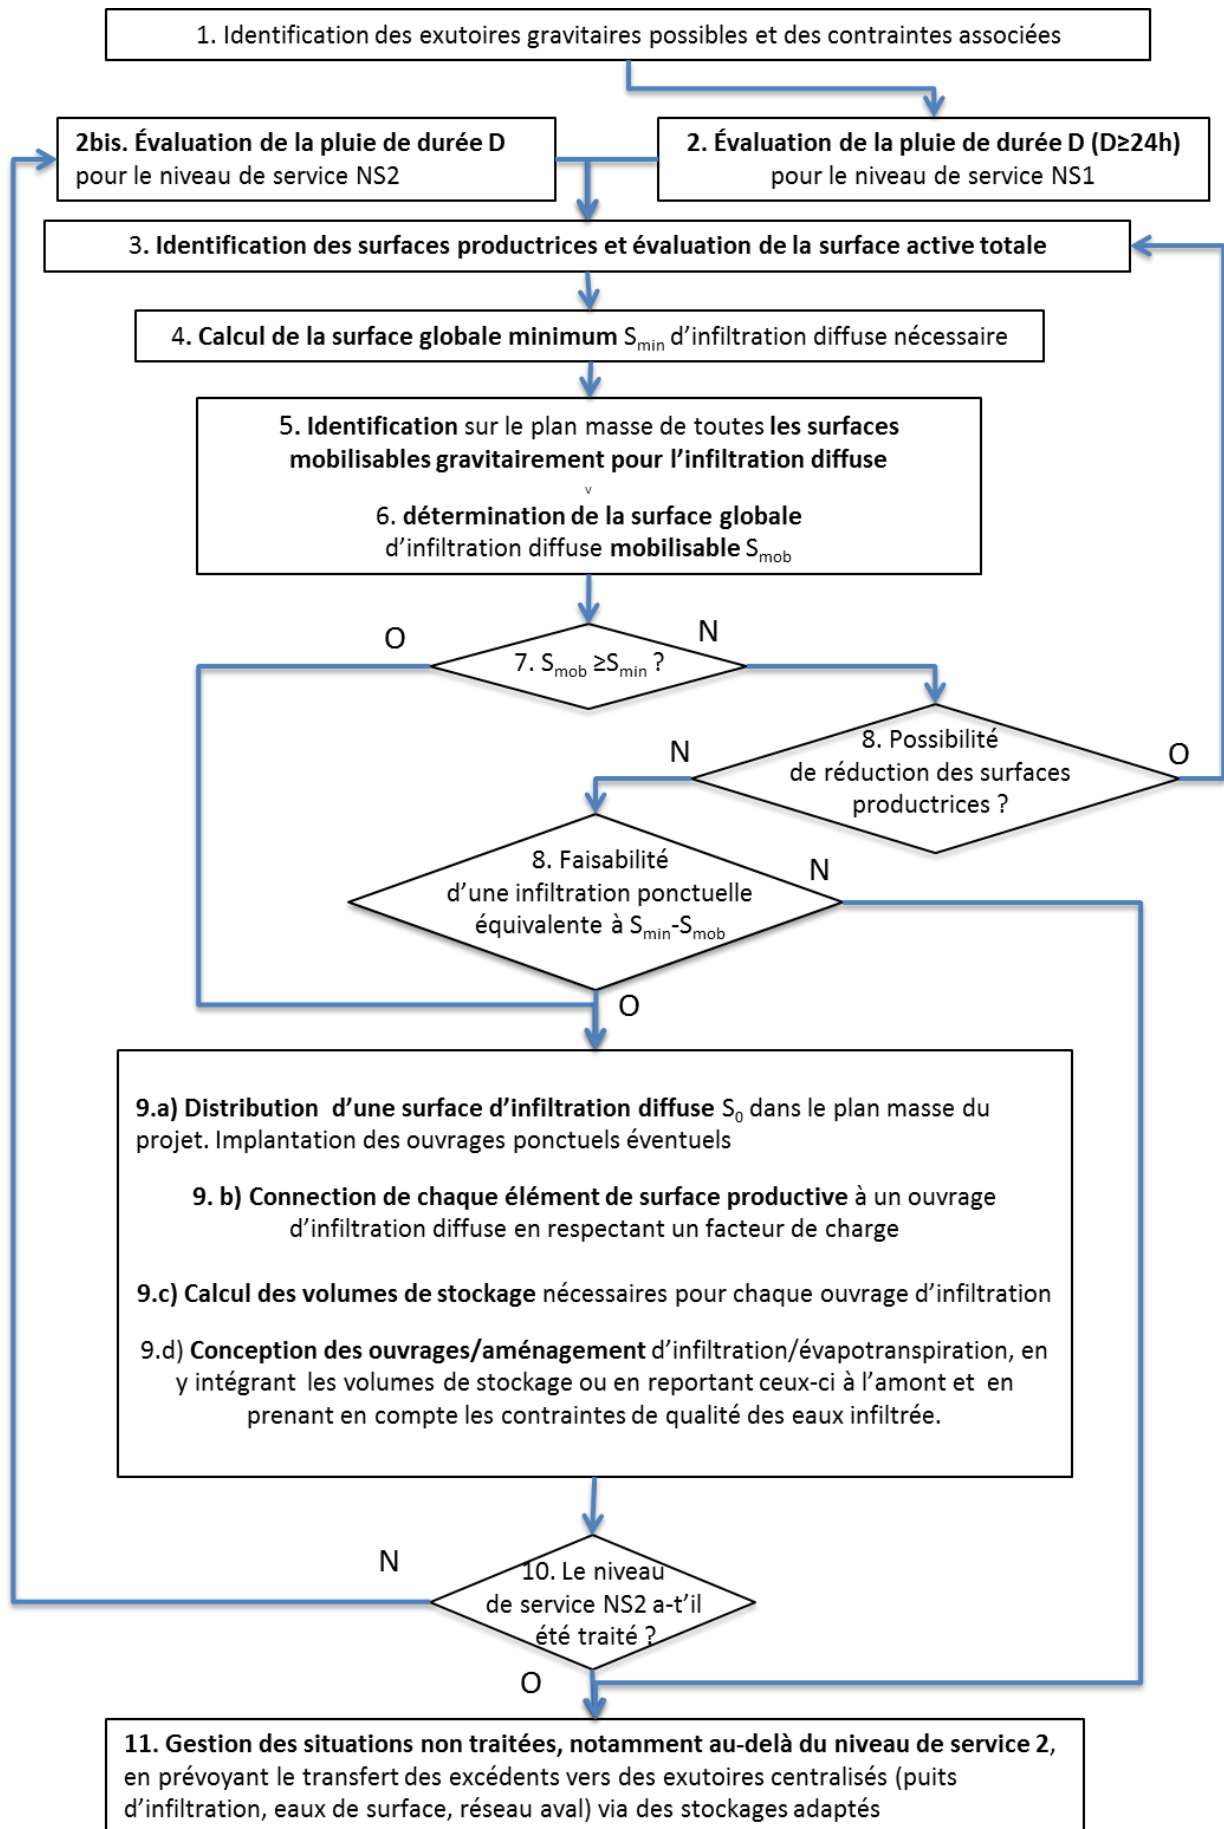 1. Identification des exutoires gravitaires possibles et des contraintes associées
2bis. Évaluation de la pluie de durée D
pour le niveau de service NS2
2. Évaluation de la pluie de durée D (D≥24h)
pour le niveau de service NS1
3. Identification des surfaces productrices et évaluation de la surface active totale
4. Calcul de la surface globale minimum Smin d’infiltration diffuse nécessaire
5. Identification sur le plan masse de toutes les surfaces
mobilisables gravitairement pour l’infiltration diffuse
v
6. détermination de la surface globale
d’infiltration diffuse mobilisable Smob
O
N
7. Smob ≥Smin ?
N
8. Possibilité
de réduction des surfaces
productrices ?
O
8. Faisabilité
d’une infiltration ponctuelle
équivalente à Smin-Smob
N
O
9.a) Distribution d’une surface d’infiltration diffuse S0 dans le plan masse du
projet. Implantation des ouvrages ponctuels éventuels
9. b) Connection de chaque élément de surface productive à un ouvrage
d’infiltration diffuse en respectant un facteur de charge
9.c) Calcul des volumes de stockage nécessaires pour chaque ouvrage d’infiltration
9.d) Conception des ouvrages/aménagement d’infiltration/évapotranspiration, en
y intégrant les volumes de stockage ou en reportant ceux-ci à l’amont et en
prenant en compte les contraintes de qualité des eaux infiltrée.
N
10. Le niveau
de service NS2 a-t’il
été traité ?
O
11. Gestion des situations non traitées, notamment au-delà du niveau de service 2,
en prévoyant le transfert des excédents vers des exutoires centralisés (puits
d’infiltration, eaux de surface, réseau aval) via des stockages adaptés